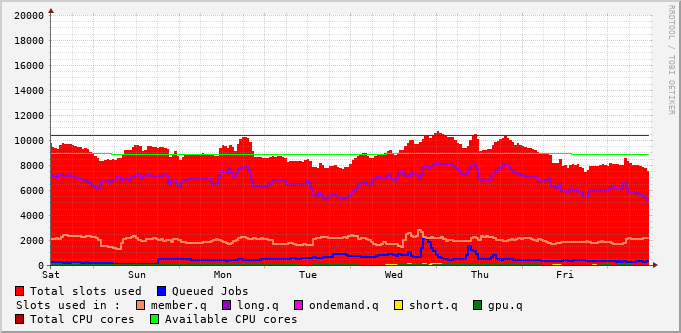 20000
18000
16000
14000
12000
10000
8000
6000
4000
2000
0
Sat Sun Mon Tue Wed Thu Fri
RRDTOOL / TOBI OETIKER
Total slots used Queued Jobs
Slots used in : member.q long.q ondemand.q short.q gpu.q
Total CPU cores Available CPU cores